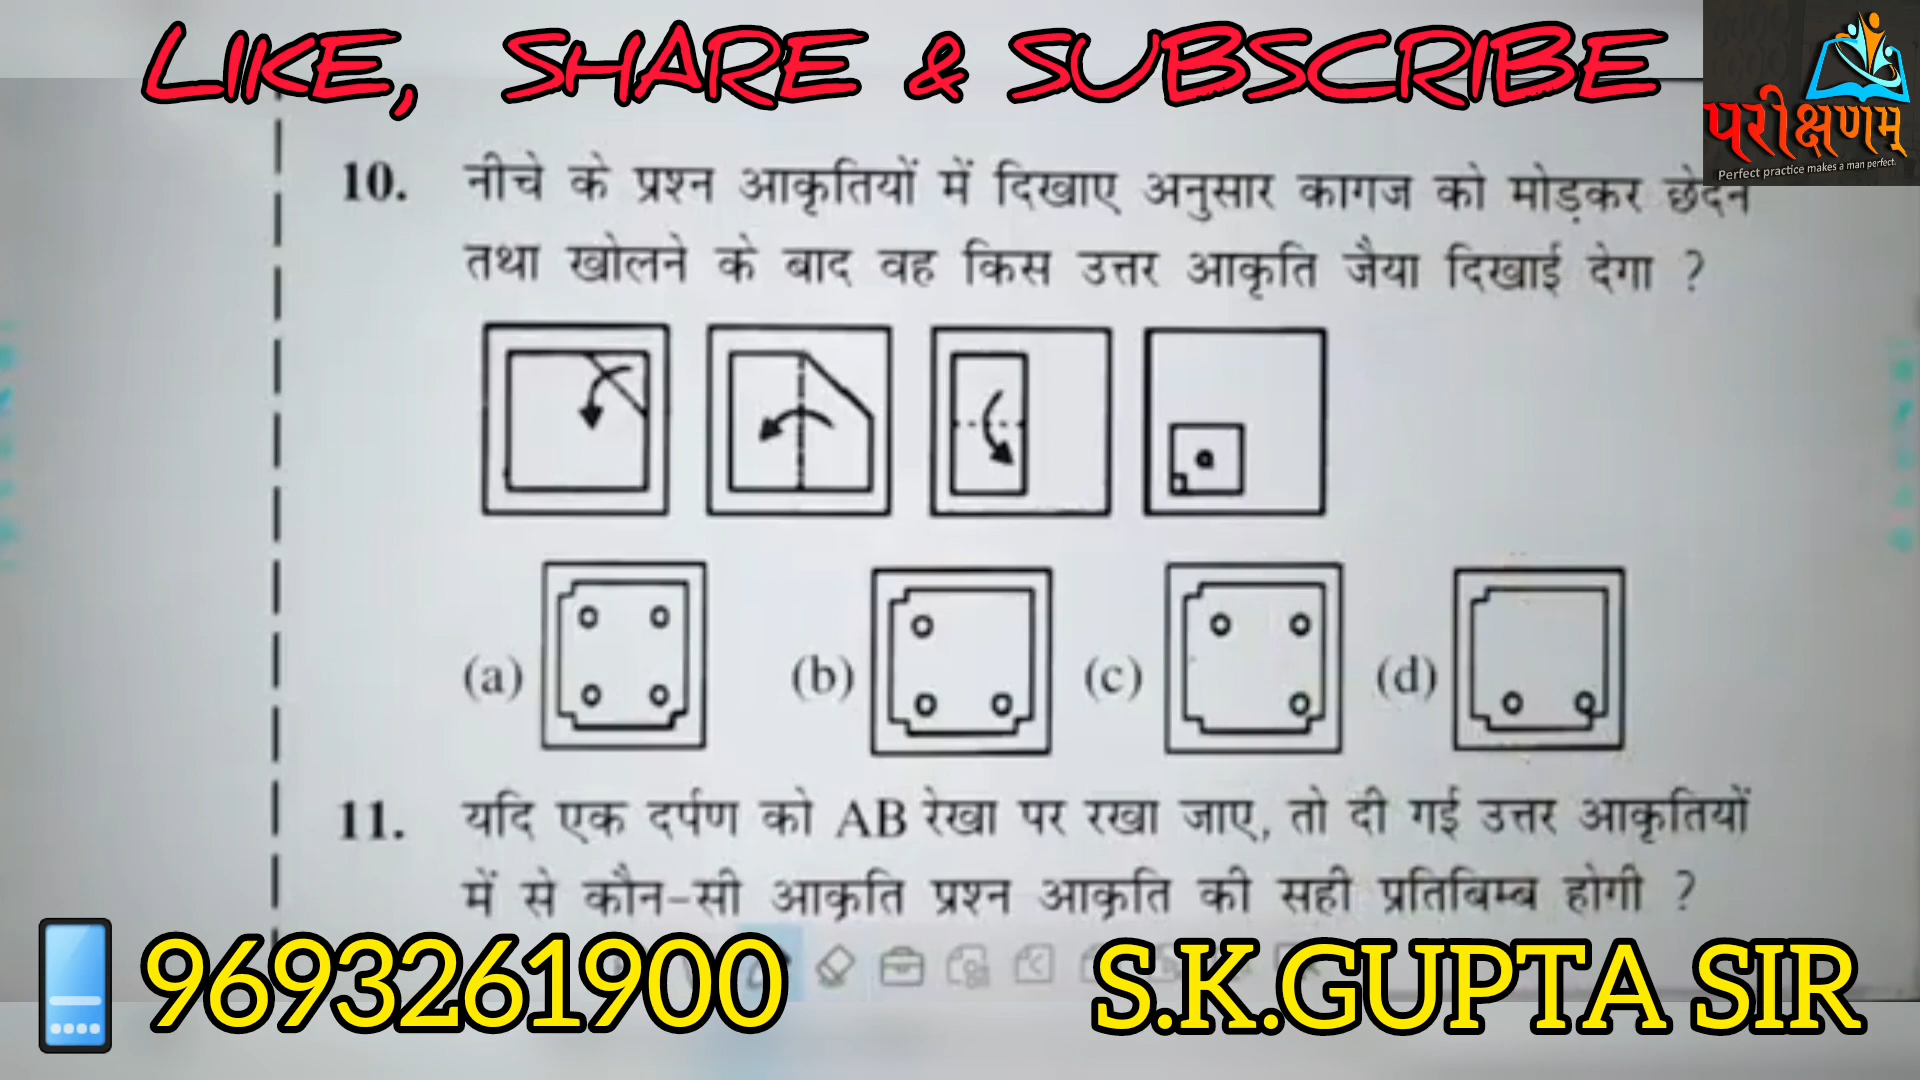 LIKE, SHARE & SUBSCRIBE
परीक्षणम्
Perfect practice makes a man perfect.
10. नीचे के प्रश्न आकृतियों में दिखाए अनुसार कागज को मोड़कर छेदन
तथा खोलने के बाद वह किस उत्तर आकृति जैया दिखाई देगा ?
(a) (b) (c) (d)
11. यदि एक दर्पण को AB रेखा पर रखा जाए, तो दी गई उत्तर आकृतियों
में से कौन-सी आकृति प्रश्न आकृति की सही प्रतिबिम्ब होगी ?
9693261900 S.K.GUPTA SIR